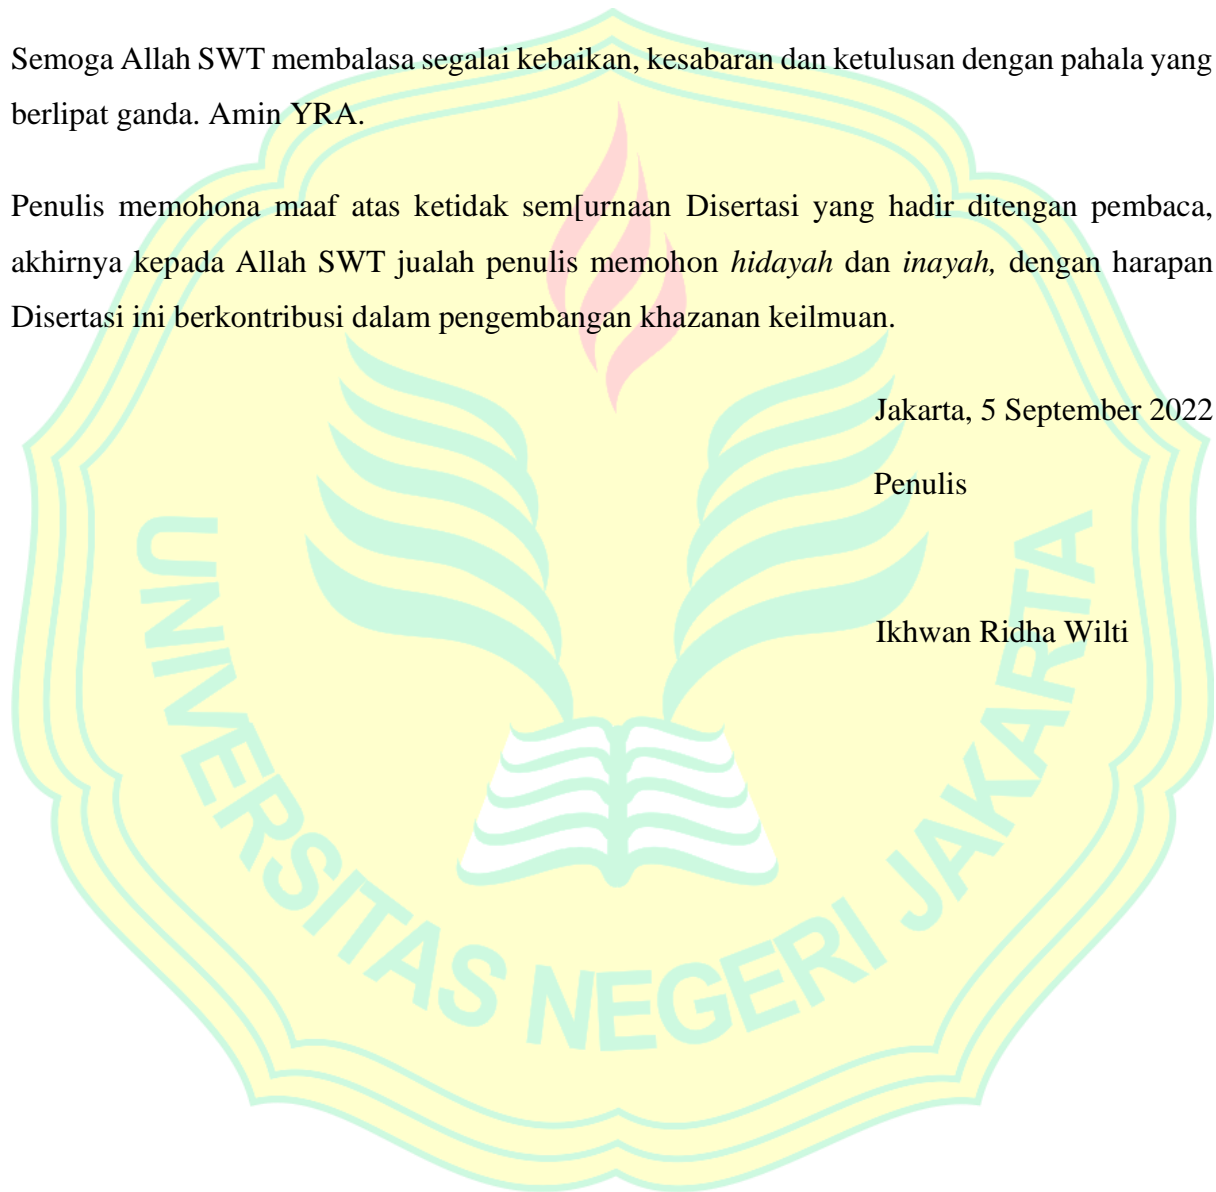 Semoga Allah SWT membalasa segalai kebaikan, kesabaran dan ketulusan dengan pahala yang
berlipat ganda. Amin YRA.
Penulis memohona maaf atas ketidak sem[urnaan Disertasi yang hadir ditengan pembaca,
akhirnya kepada Allah SWT jualah penulis memohon hidayah dan inayah, dengan harapan
Disertasi ini berkontribusi dalam pengembangan khazanan keilmuan.
Jakarta, 5 September 2022
Penulis
Ikhwan Ridha Wilti
UNIVERSITAS NEGERI JAKARTA